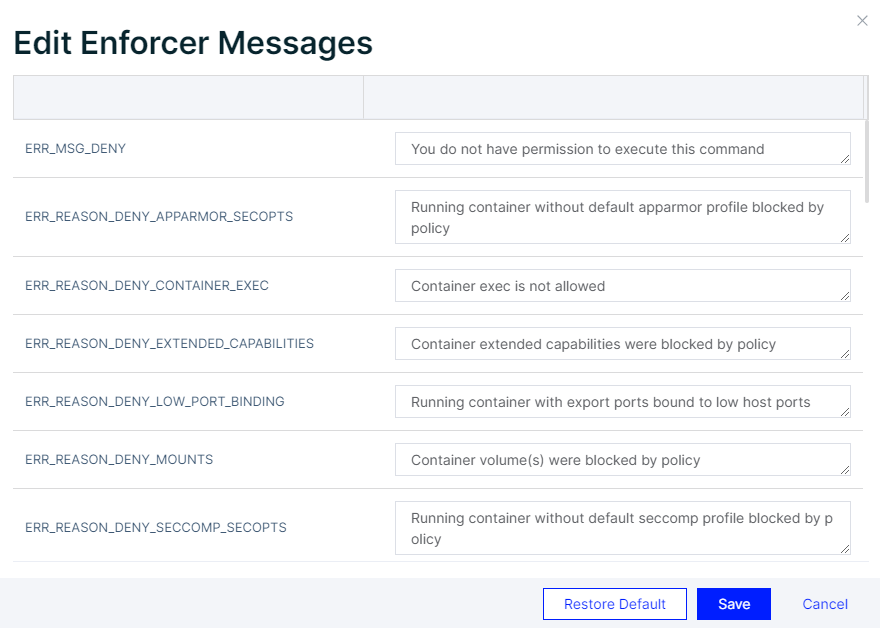 Edit Enforcer Messages
ERR_MSG_DENY
You do not have permission to execute this command
ERR_REASON_DENY_APPARMOR_SECOPTS
Running container without default apparmor profile blocked by
policy
ERR_REASON_DENY_CONTAINER_EXEC
Container exec is not allowed
ERR_REASON_DENY_EXTENDED_CAPABILITIES
Container extended capabilities were blocked by policy
ERR_REASON_DENY_LOW_PORT_BINDING
Running container with export ports bound to low host ports
ERR_REASON_DENY_MOUNTS
Container volume(s) were blocked by policy
ERR_REASON_DENY_SECCOMP_SECOPTS
Running container without default seccomp profile blocked by p
olicy
Restore Default
Save
Cancel